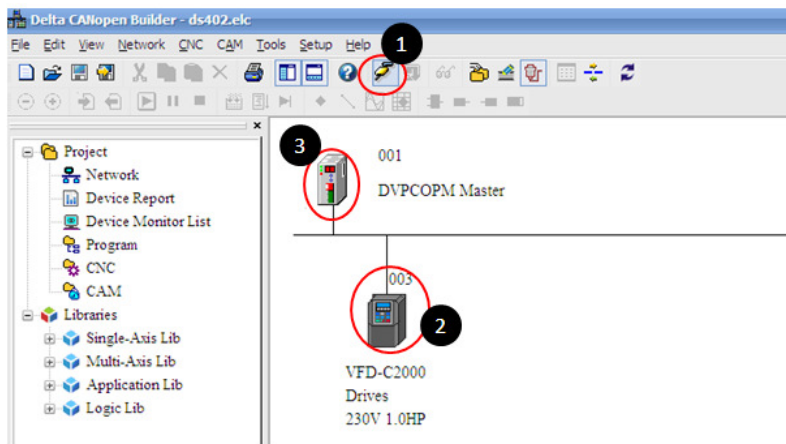 Delta CANopen Builder - ds402.elc
File Edit View Network CNC CAM Tools Setup Help
1
Project
Network
Device Report
Device Monitor List
Program
CNC
CAM
Libraries
Single-Axis Lib
Multi-Axis Lib
Application Lib
Logic Lib
3
001
DVPCOPM Master
003
2
VFD-C2000
Drives
230V 1.0HP